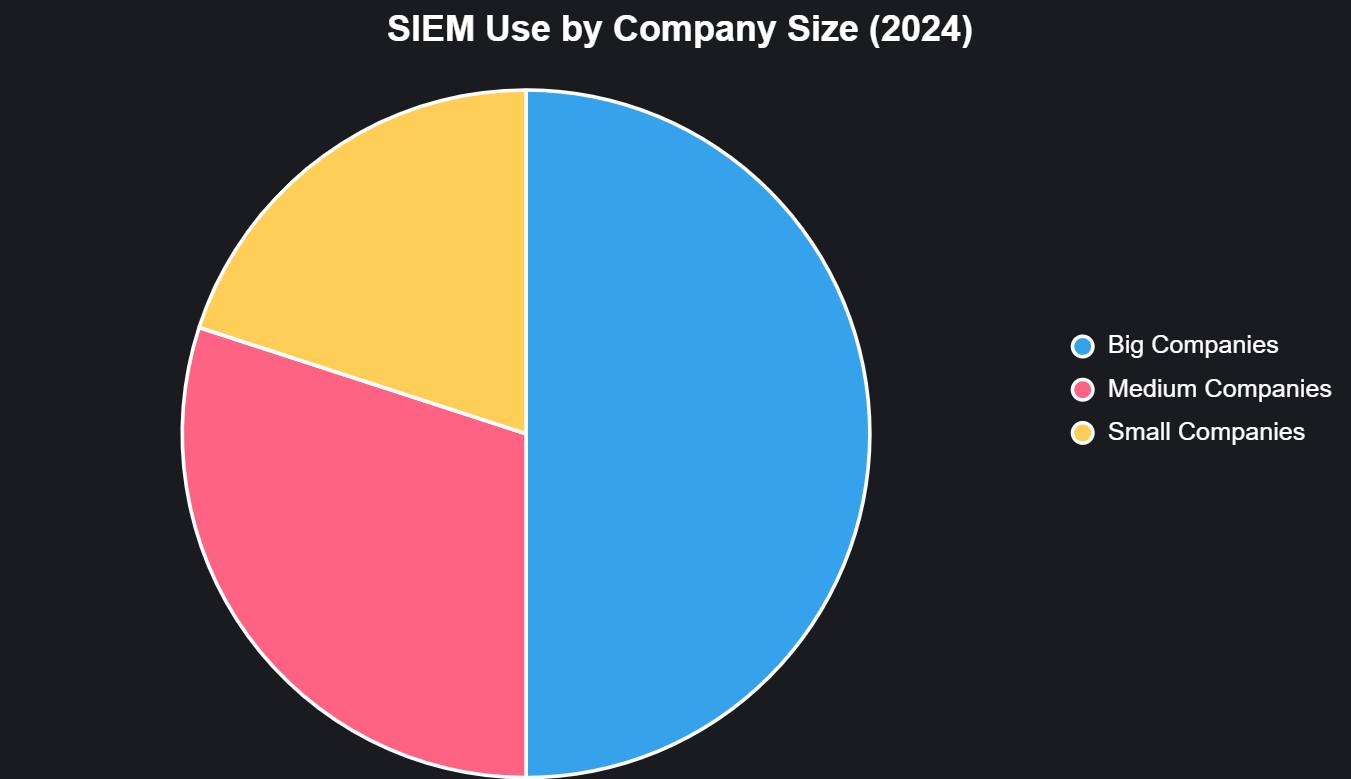 SIEM Use by Company Size (2024)
Big Companies
Medium Companies
Small Companies